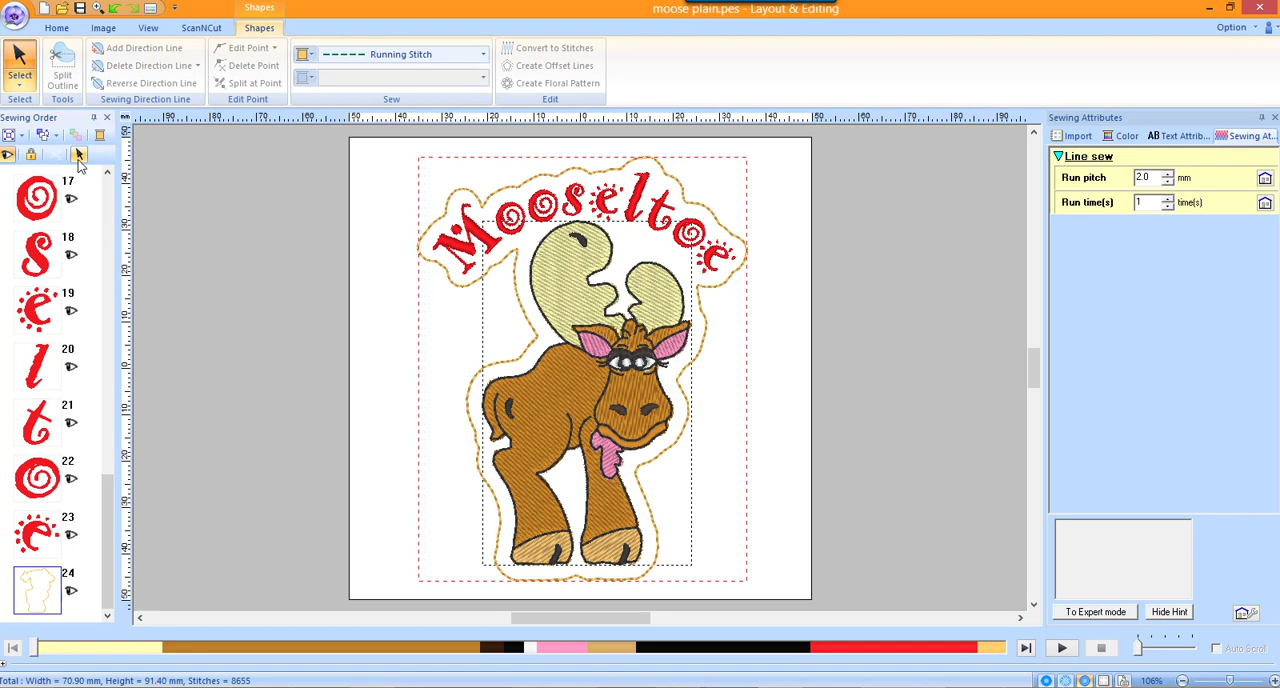 Shapes
moose plain.pes - Layout & Editing
Home Image View ScanNCut Shapes Option
Select
Split Outline
Add Direction Line
Delete Direction Line
Reverse Direction Line
Edit Point
Delete Point
Split at Point
Running Stitch
Convert to Stitches
Create Offset Lines
Create Floral Pattern
Select Tools Sewing Direction Line Edit Point Sew Edit
Sewing Order
Sewing Attributes
Import Color AB Text Attrib... Sewing At...
Line sew
Run pitch 2.0 mm
Run time(s) 1 time(s)
17
18
19
20
21
22
23
24
Mooseltoe
s
e
l
t
e
To Expert mode Hide Hint
Auto Scroll
Total : Width = 70.90 mm, Height = 91.40 mm, Stitches = 8655
106%